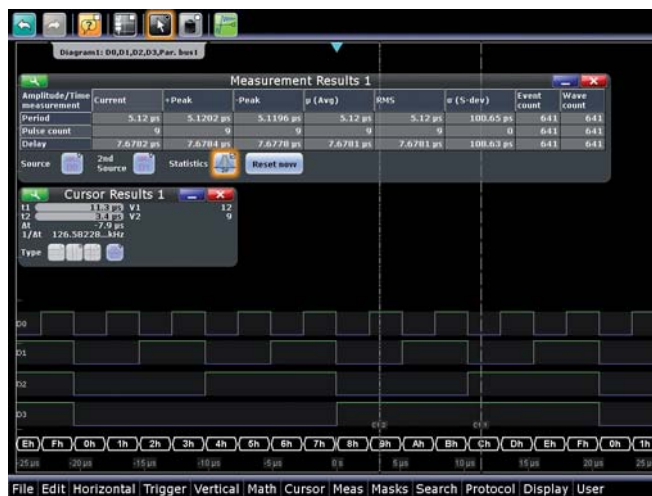 Diagram1: D0,D1,D2,D3,Par. bus1
Measurement Results 1
Amplitude/Time measurement Current +Peak -Peak µ (Avg) RMS σ (S-dev) Event count Wave count
Period 5.12 µs 5.1202 µs 5.1196 µs 5.12 µs 5.12 µs 100.65 ps 641 641
Pulse count 9 9 9 9 9 0 641 641
Delay 7.6782 µs 7.6784 µs 7.6778 µs 7.6781 µs 7.6781 µs 100.63 ps 641 641
Source 2nd Source Statistics Reset now
Cursor Results 1
t1 11.3 µs V1 12
t2 3.4 µs V2 9
Δt -7.9 µs
1/Δt 126.58228...kHz
Type
D0
D1
D2
D3
Eh Fh 0h 1h 2h 3h 4h 5h 6h 7h 8h 9h Ah Bh Ch Dh Eh Fh 0h 1h
-25 µs -20 µs -15 µs -10 µs -5 µs 0 s 5 µs 10 µs 15 µs 20 µs 25 µs
File Edit Horizontal Trigger Vertical Math Cursor Meas Masks Search Protocol Display User